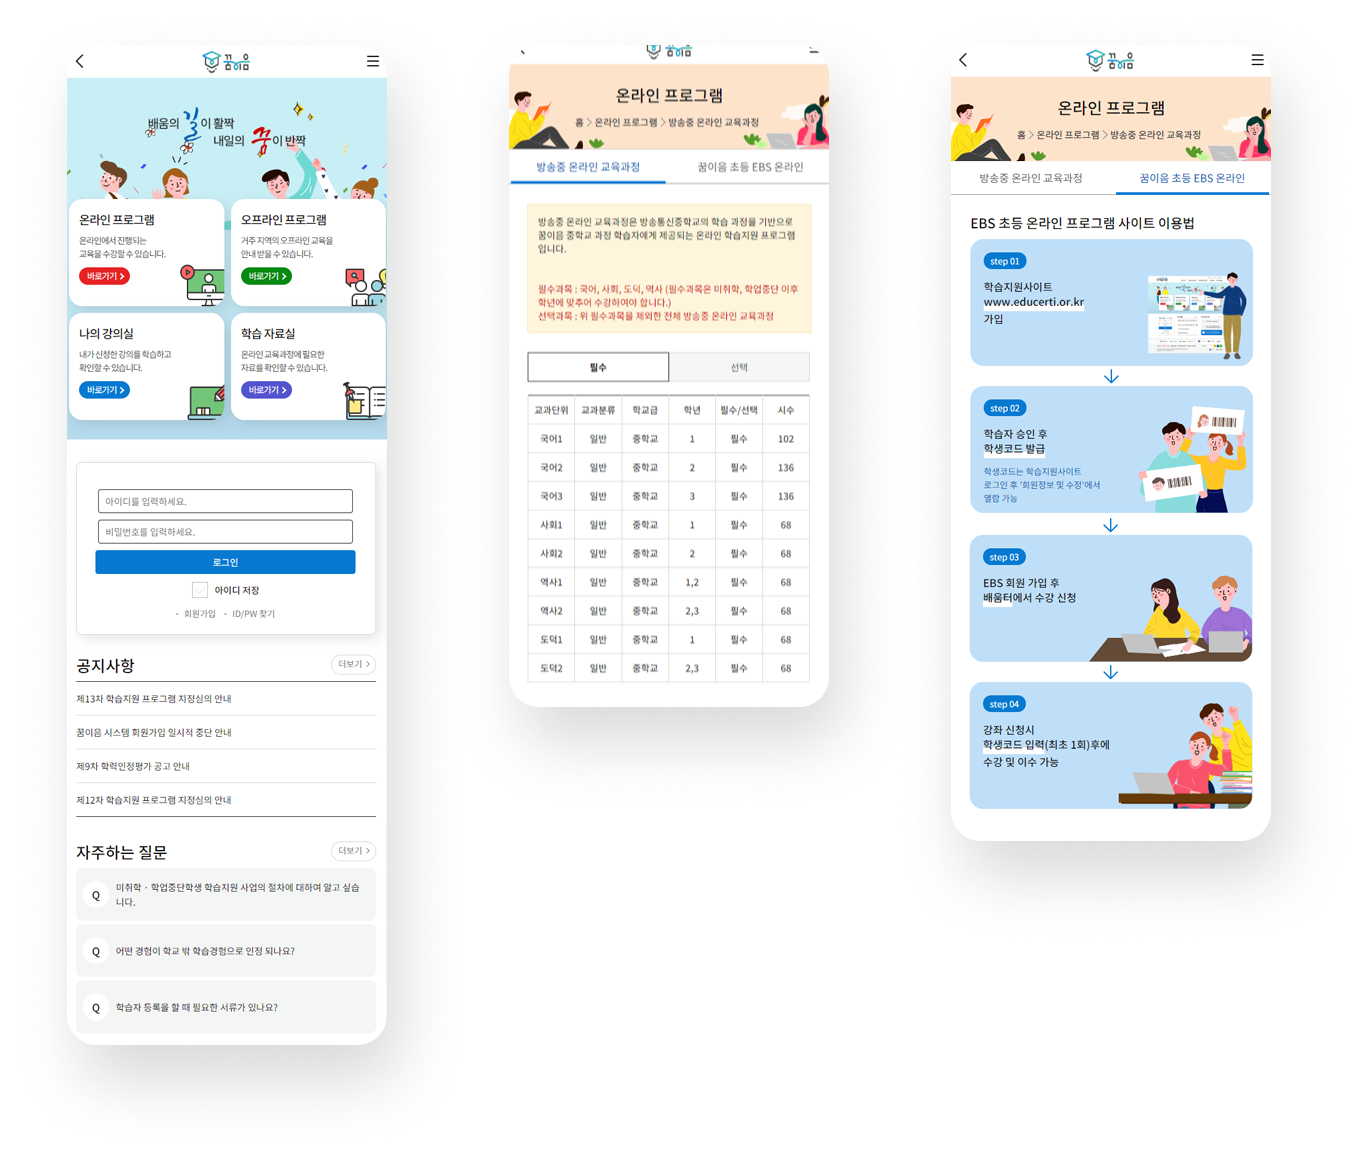 꿈이음
배움의 길이 활짝
내일의 꿈이 반짝
온라인 프로그램
온라인에서 진행되는
교육을 수강할 수 있습니다.
바로가기
오프라인 프로그램
거주 지역의 오프라인 교육을
안내 받을 수 있습니다.
바로가기
나의 강의실
내가 신청한 강의를 학습하고
확인할 수 있습니다.
바로가기
학습 자료실
온라인 교육과정에 필요한
자료를 확인할 수 있습니다.
바로가기
아이디를 입력하세요.
비밀번호를 입력하세요.
로그인
아이디 저장
• 회원가입 • ID/PW 찾기
공지사항
더보기
제13차 학습지원 프로그램 지정심의 안내
꿈이음 시스템 회원가입 일시적 중단 안내
제9차 학력인정평가 공고 안내
제12차 학습지원 프로그램 지정심의 안내
자주하는 질문
더보기
Q 미취학 · 학업중단학생 학습지원 사업의 절차에 대하여 알고 싶습
니다.
Q 어떤 경험이 학교 밖 학습경험으로 인정 되나요?
Q 학습자 등록을 할 때 필요한 서류가 있나요?
꿈이음
온라인 프로그램
홈 > 온라인 프로그램 > 방송중 온라인 교육과정
방송중 온라인 교육과정 꿈이음 초등 EBS 온라인
방송중 온라인 교육과정은 방송통신중학교의 학습 과정을 기반으로
꿈이음 중학교 과정 학습자에게 제공되는 온라인 학습지원 프로그램
입니다.
필수과목 : 국어, 사회, 도덕, 역사 (필수과목은 미취학, 학업중단 이후
학년에 맞추어 수강하여야 합니다.)
선택과목 : 위 필수과목을 제외한 전체 방송중 온라인 교육과정
필수 선택
교과단위 교과분류 학교급 학년 필수/선택 시수
국어1 일반 중학교 1 필수 102
국어2 일반 중학교 2 필수 136
국어3 일반 중학교 3 필수 136
사회1 일반 중학교 1 필수 68
사회2 일반 중학교 2 필수 68
역사1 일반 중학교 1,2 필수 68
역사2 일반 중학교 2,3 필수 68
도덕1 일반 중학교 1 필수 68
도덕2 일반 중학교 2,3 필수 68
꿈이음
온라인 프로그램
홈 > 온라인 프로그램 > 방송중 온라인 교육과정
방송중 온라인 교육과정 꿈이음 초등 EBS 온라인
EBS 초등 온라인 프로그램 사이트 이용법
step 01
학습지원사이트
www.educerti.or.kr
가입
step 02
학습자 승인 후
학생코드 발급
학생코드는 학습지원사이트
로그인 후 '회원정보 및 수정'에서
열람 가능
step 03
EBS 회원 가입 후
배움터에서 수강 신청
step 04
강좌 신청시
학생코드 입력(최초 1회)후에
수강 및 이수 가능